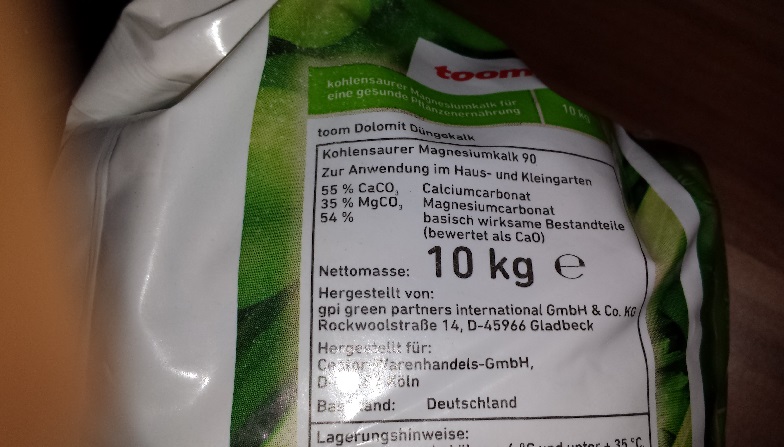 toom
kohlensaurer Magnesiumkalk für
eine gesunde Pflanzenernährung
10 kg
toom Dolomit Düngekalk
Kohlensaurer Magnesiumkalk 90
Zur Anwendung im Haus- und Kleingarten
55 % CaCO₃ Calciumcarbonat
35 % MgCO₃ Magnesiumcarbonat
54 % basisch wirksame Bestandteile
(bewertet als CaO)
Nettomasse: 10 kg ℮
Hergestellt von:
gpi green partners international GmbH & Co. KG
Rockwoolstraße 14, D-45966 Gladbeck
Hergestellt für:
Warenhandels-GmbH,
Köln
Deutschland
Lagerungshinweise:
°C und unter + 35 °C,